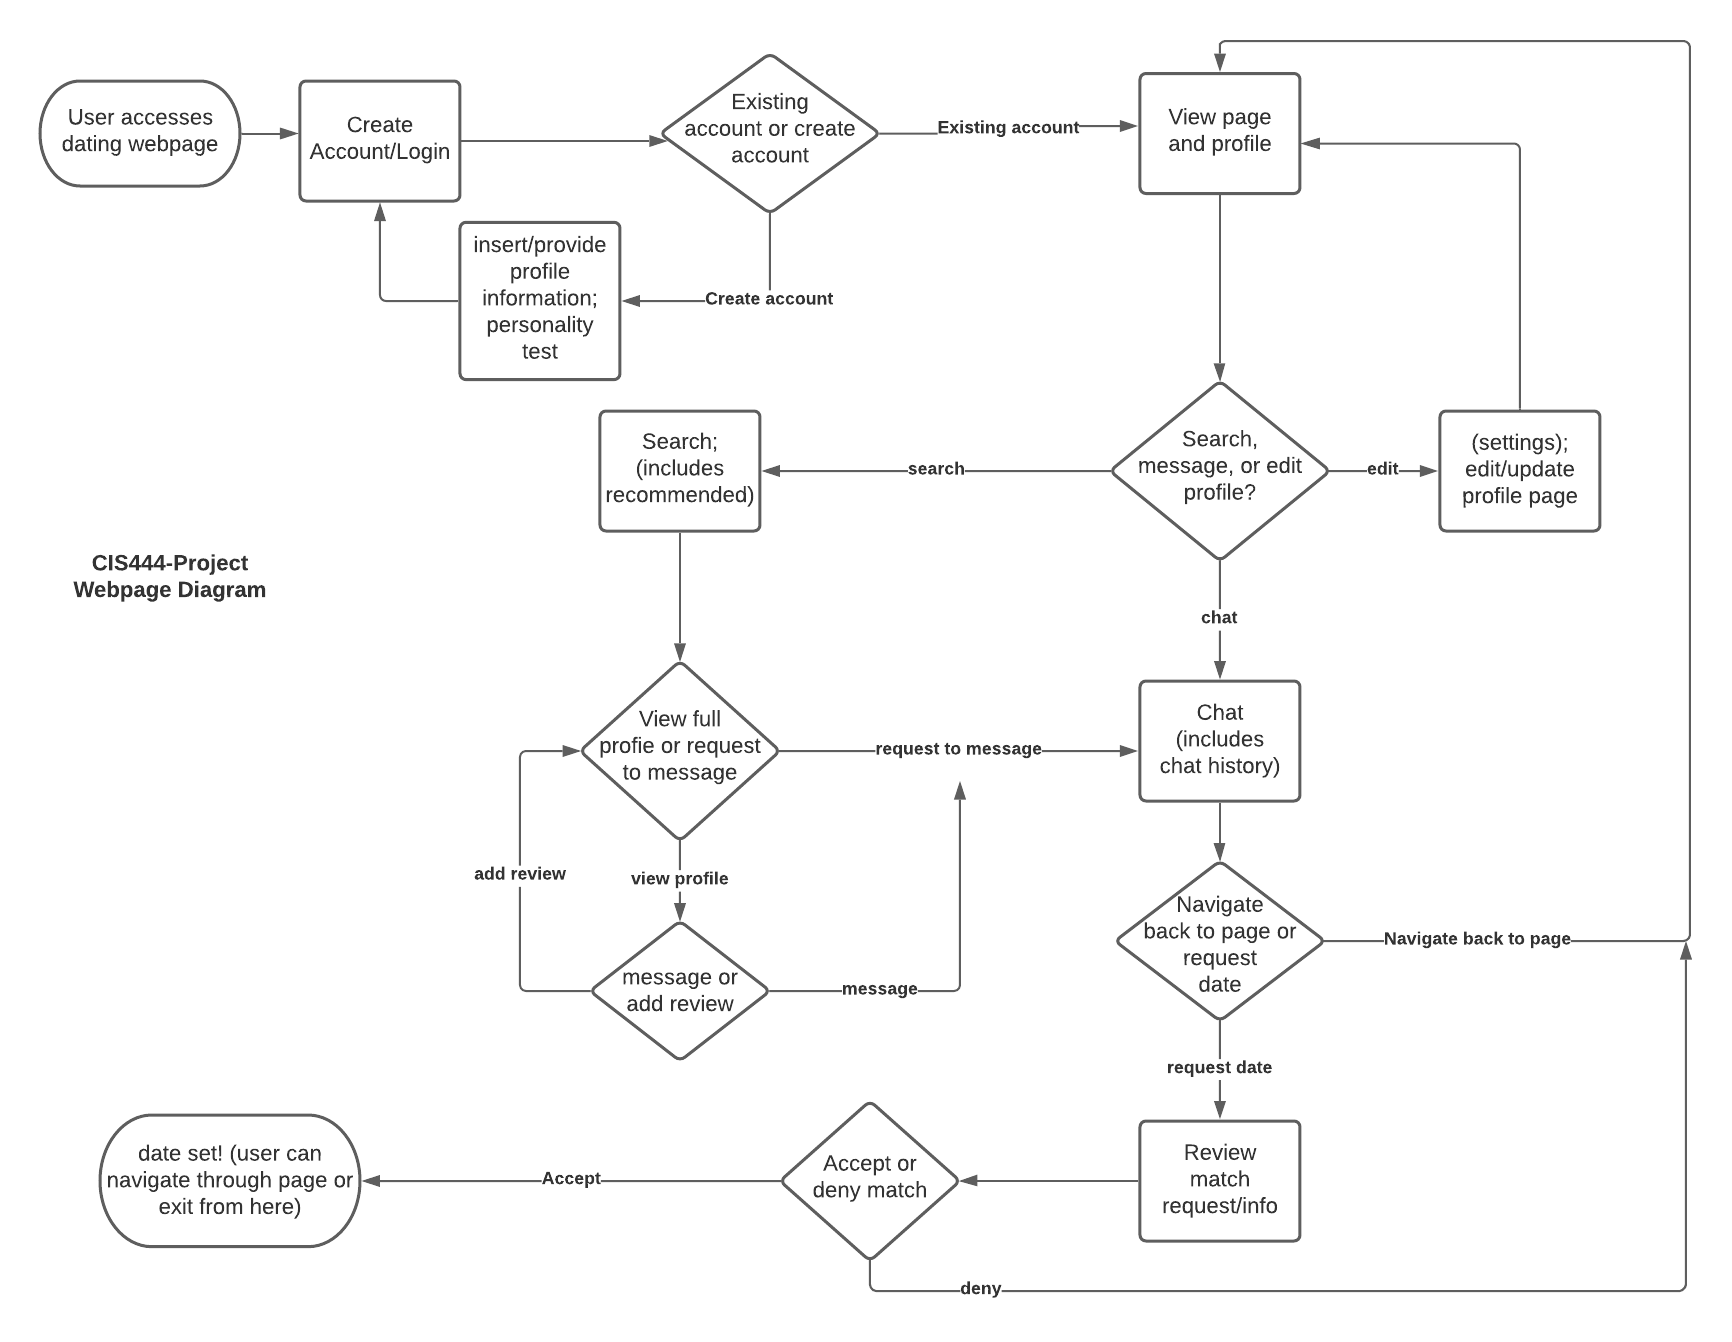 User accesses
dating webpage
Create
Account/Login
Existing
account or create
account
Existing account
View page
and profile
insert/provide
profile
information;
personality
test
Create account
Search;
(includes
recommended)
search
Search,
message, or edit
profile?
edit
(settings);
edit/update
profile page
CIS444-Project
Webpage Diagram
chat
View full
profie or request
to message
request to message
Chat
(includes
chat history)
add review
view profile
Navigate
back to page or
request
date
Navigate back to page
message or
add review
message
request date
date set! (user can
navigate through page or
exit from here)
Accept
Accept or
deny match
Review
match
request/info
deny